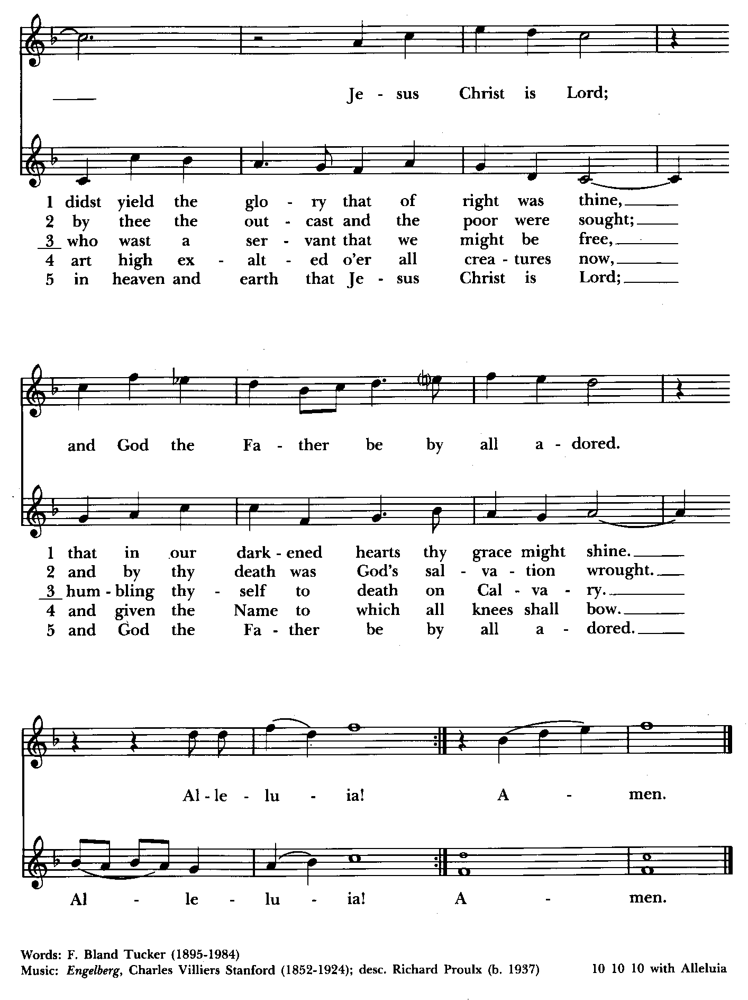 Je - sus Christ is Lord;
1 didst yield the glo - ry that of right was thine,
2 by thee the out - cast and the poor were sought;
3 who wast a ser - vant that we might be free,
4 art high ex - alt - ed o'er all crea - tures now,
5 in heaven and earth that Je - sus Christ is Lord;
and God the Fa - ther be by all a - dored.
1 that in our dark - ened hearts thy grace might shine.
2 and by thy death was God's sal - va - tion wrought.
3 hum - bling thy - self to death on Cal - va - ry.
4 and given the Name to which all knees shall bow.
5 and God the Fa - ther be by all a - dored.
Al - le - lu - ia! A - men.
Al - le - lu - ia! A - men.
Words: F. Bland Tucker (1895-1984)
Music: Engelberg, Charles Villiers Stanford (1852-1924); desc. Richard Proulx (b. 1937) 10 10 10 with Alleluia